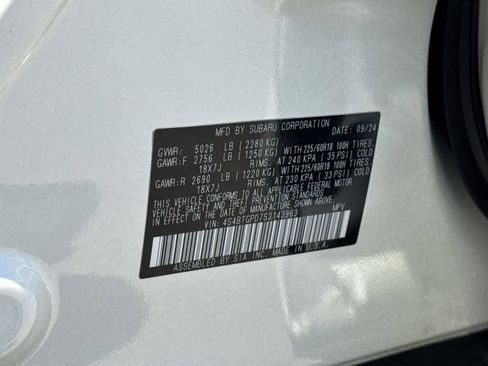 MFD BY SUBARU CORPORATION DATE: 09/24
GVWR: 5026 LB (2280 KG)
GAWR:F 2756 LB (1250 KG) WITH 225/60R18 100H TIRES,
18X7J RIMS, AT 240 KPA (35 PSI) COLD
GAWR:R 2690 LB (1220 KG) WITH 225/60R18 100H TIRES,
18X7J RIMS, AT 230 KPA (33 PSI) COLD
THIS VEHICLE CONFORMS TO ALL APPLICABLE FEDERAL MOTOR
VEHICLE SAFETY AND THEFT PREVENTION STANDARDS IN EFFECT
ON THE DATE OF MANUFACTURE SHOWN ABOVE.
VIN: 4S4BTGPD7S3143963 MPV
ASSEMBLED BY SIA INC. MADE IN U.S.A.